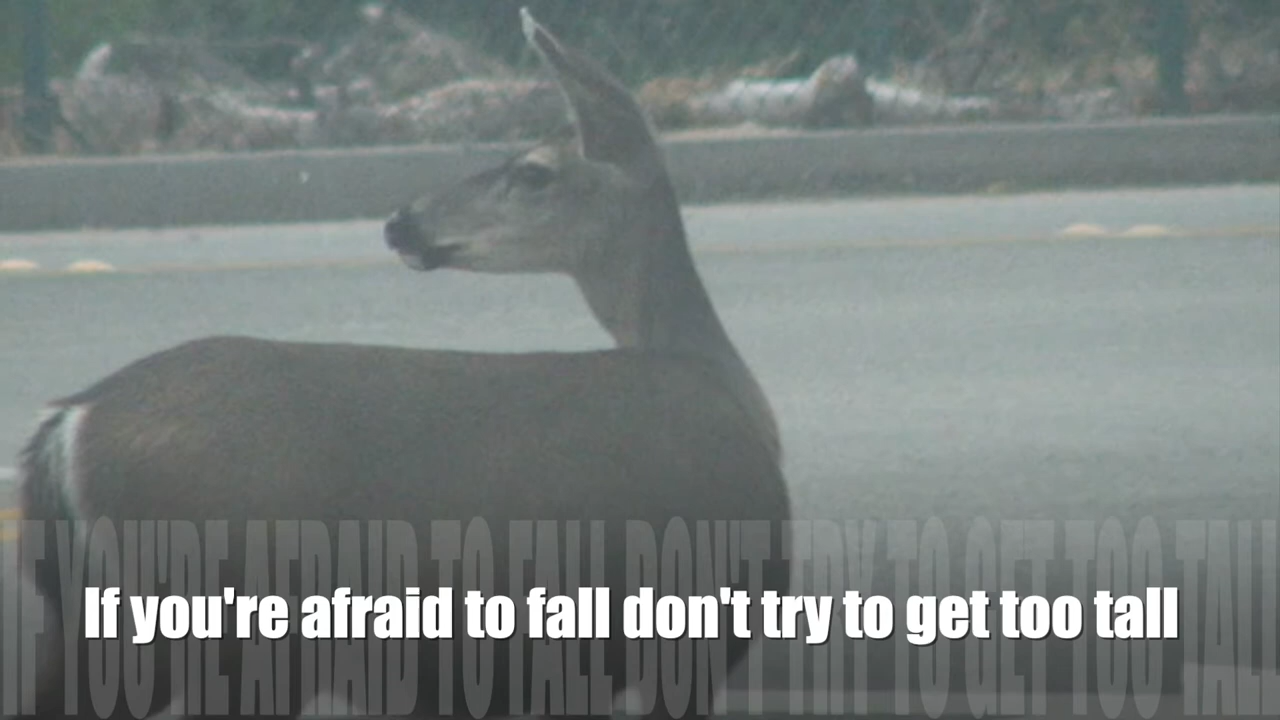 IF YOU'RE AFRAID TO FALL DON'T TRY TO GET TOO TALL
If you're afraid to fall don't try to get too tall